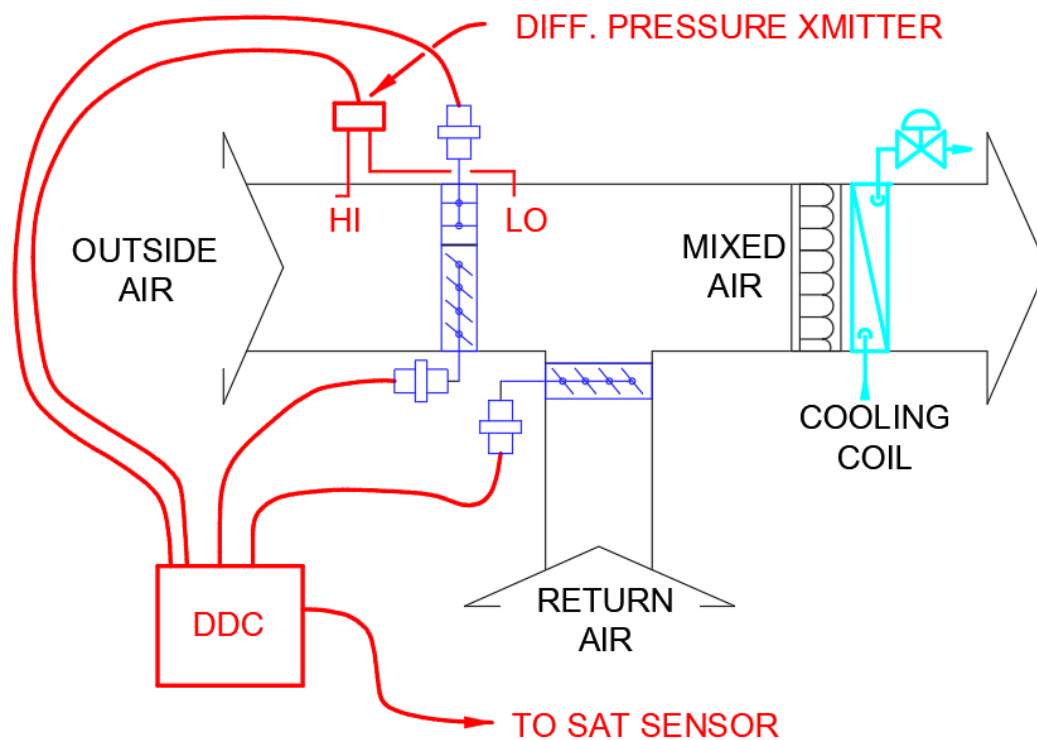 DIFF. PRESSURE XMITTER
HI
LO
OUTSIDE
AIR
MIXED
AIR
COOLING
COIL
RETURN
AIR
DDC
TO SAT SENSOR